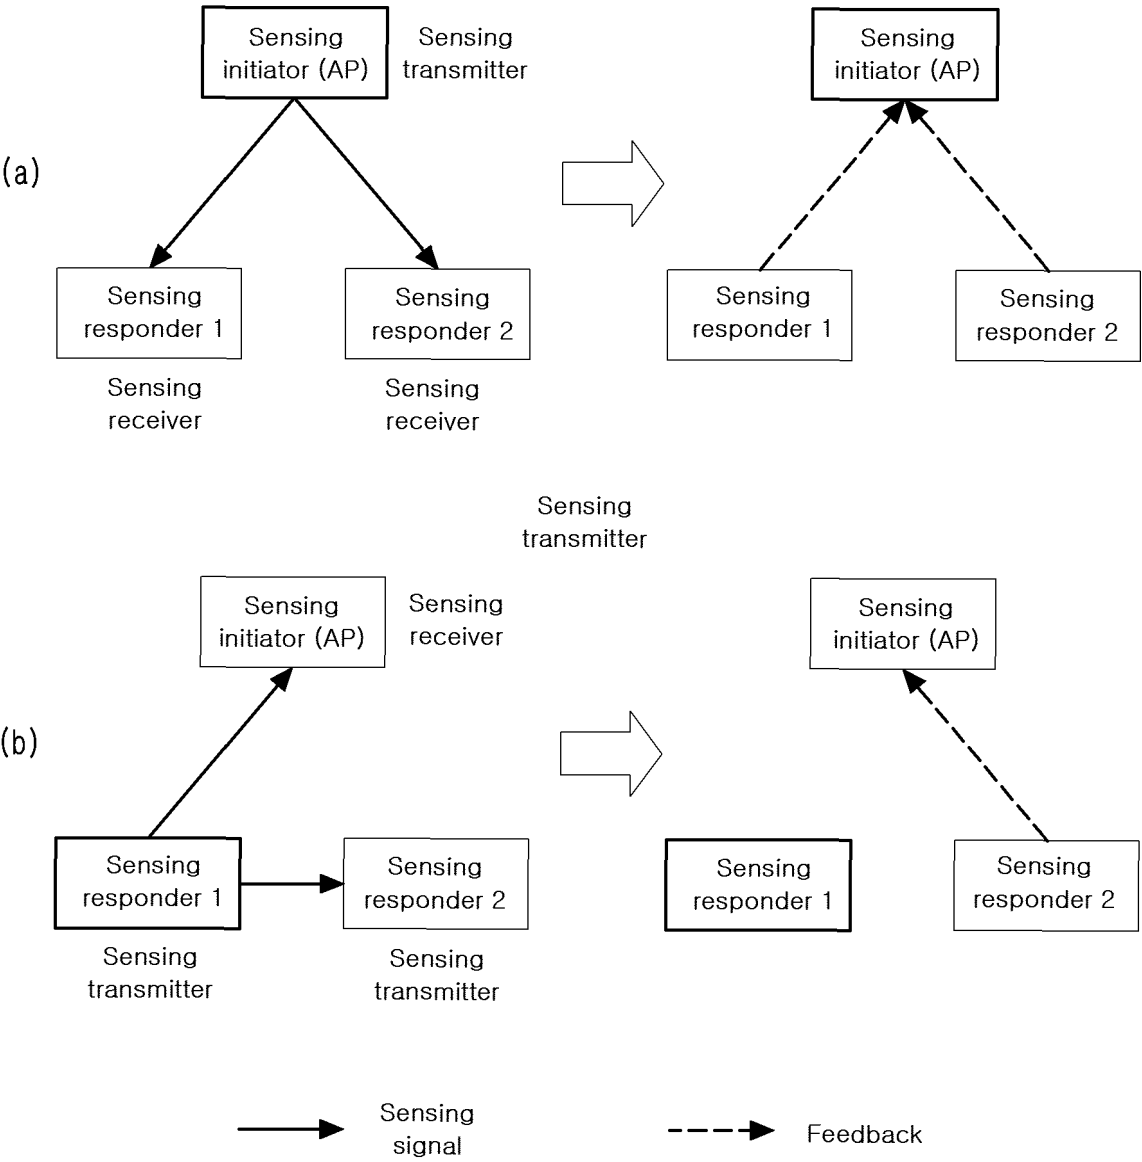 Sensing
initiator (AP)
Sensing
transmitter
Sensing
initiator (AP)
(a)
Sensing
responder 1
Sensing
responder 2
Sensing
responder 1
Sensing
responder 2
Sensing
receiver
Sensing
receiver
Sensing
transmitter
Sensing
initiator (AP)
Sensing
receiver
Sensing
initiator (AP)
(b)
Sensing
responder 1
Sensing
responder 2
Sensing
responder 1
Sensing
responder 2
Sensing
transmitter
Sensing
transmitter
Sensing
signal
Feedback